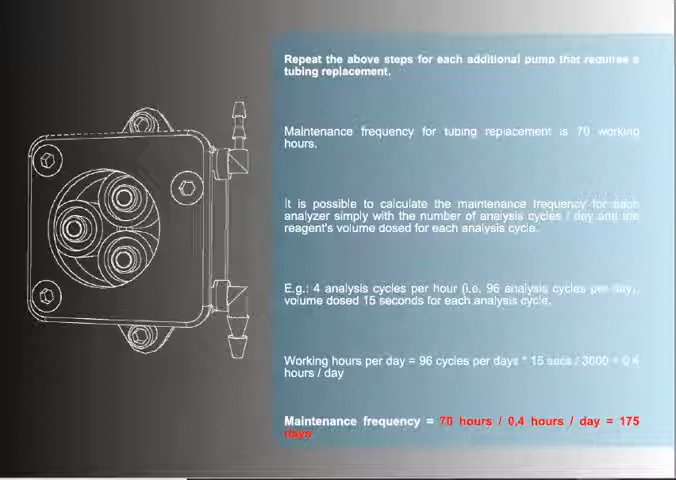 Repeat the above steps for each additional pump that requires a
tubing replacement.
Maintenance frequency for tubing replacement is 70 working
hours.
It is possible to calculate the maintenance frequency for each
analyzer simply with the number of analysis cycles / day and the
reagent's volume dosed for each analysis cycle.
E.g.: 4 analysis cycles per hour (i.e. 96 analysis cycles per day),
volume dosed 15 seconds for each analysis cycle.
Working hours per day = 96 cycles per days * 15 secs / 3600 = 0,4
hours / day
Maintenance frequency = 70 hours / 0,4 hours / day = 175
days